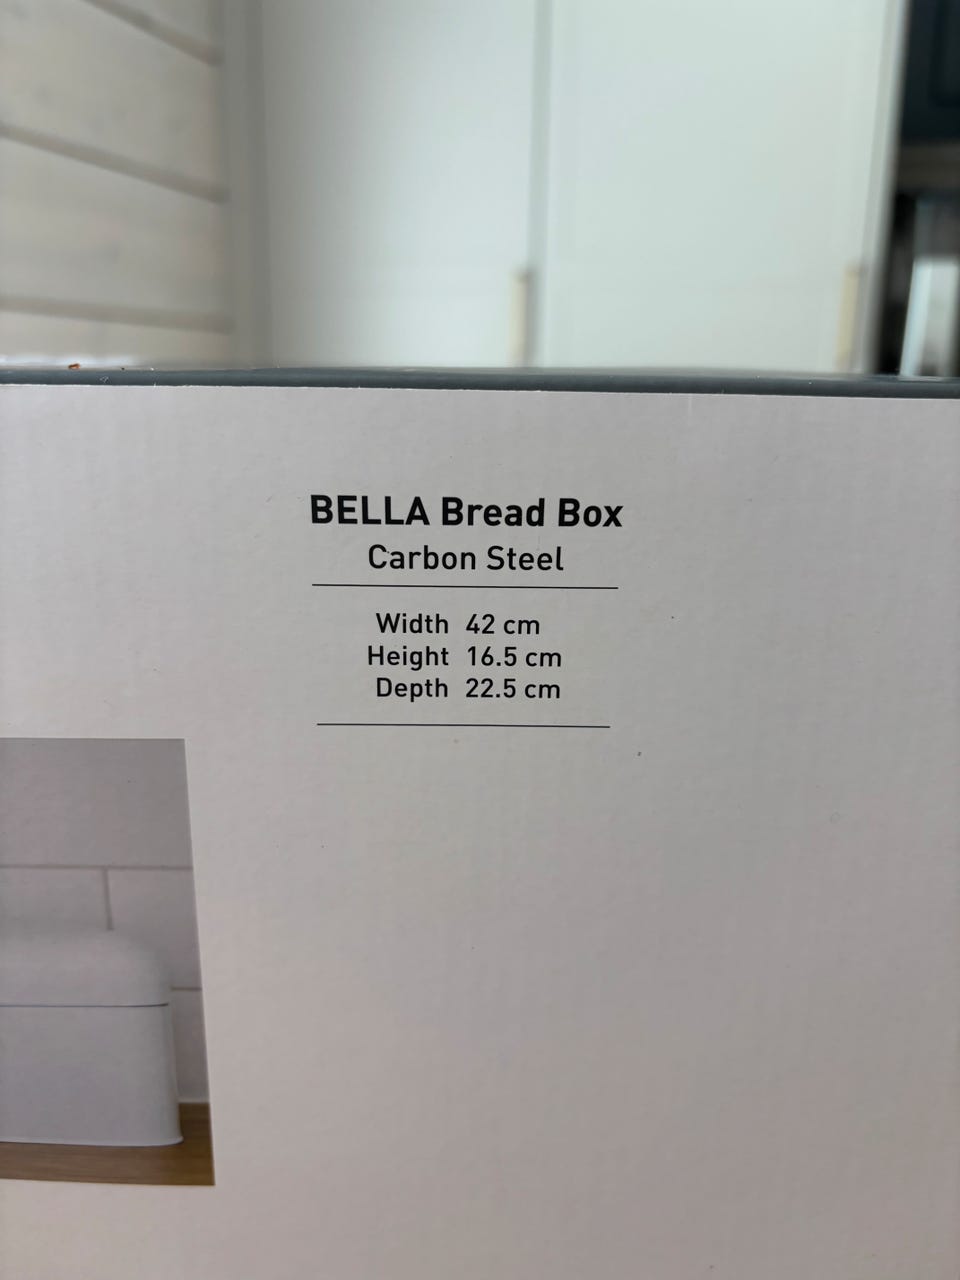 BELLA Bread Box
Carbon Steel
Width 42 cm
Height 16.5 cm
Depth 22.5 cm